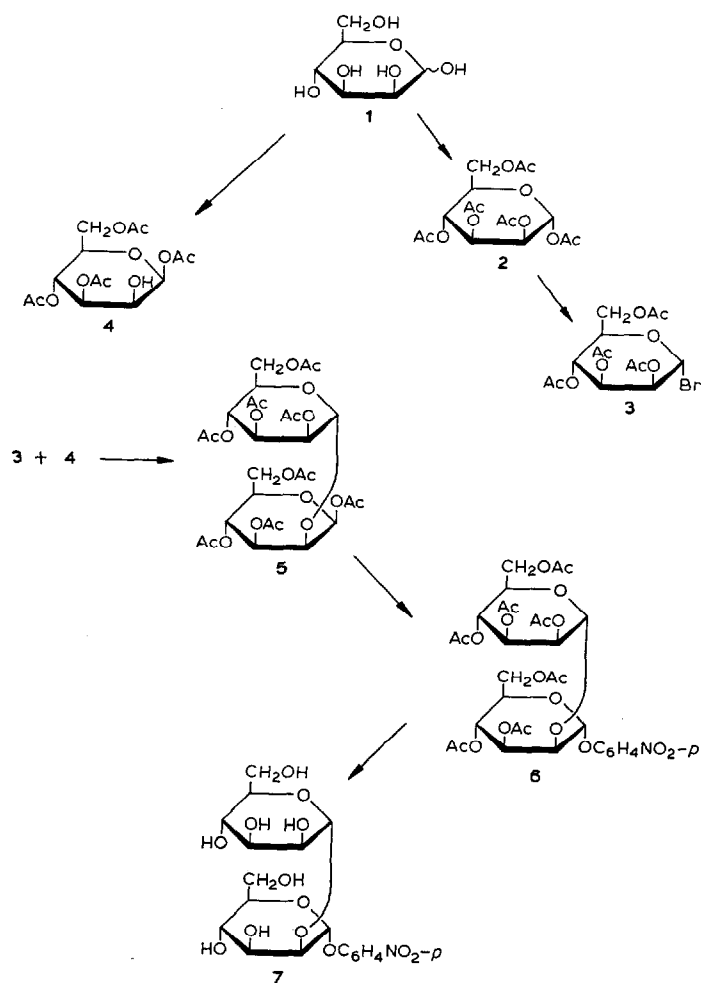 CH₂OH
O
OH HO OH
HO
1
CH₂OAc
O
Ac
O AcO
AcO OAc
2
CH₂OAc
O OAc
OAc OH
AcO
4
CH₂OAc
O
Ac
O AcO
AcO Br
3
CH₂OAc
O
Ac
O AcO
AcO
3 + 4
CH₂OAc
O OAc
OAc O
AcO
5
CH₂OAc
O
Ac
O AcO
AcO
CH₂OAc
O
OAc O
AcO OC₆H₄NO₂-p
6
CH₂OH
O
OH HO
HO
CH₂OH
O
OH O
HO OC₆H₄NO₂-p
7